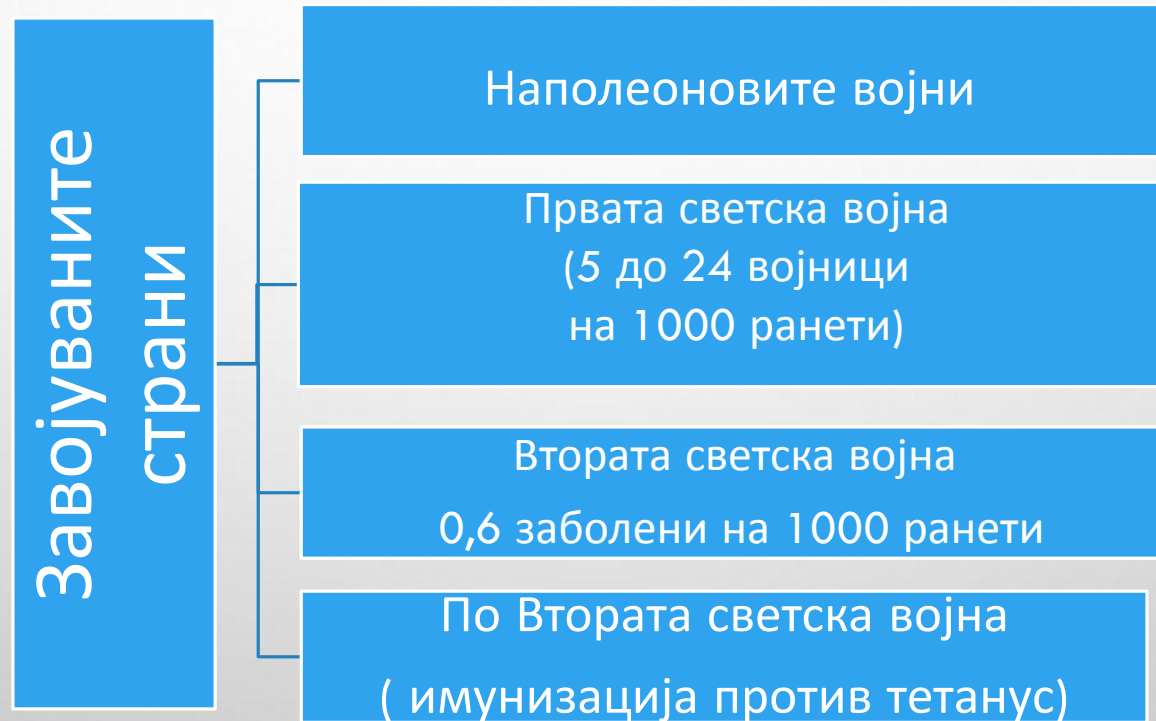 Завојуваните
страни
Наполеоновите војни
Првата светска војна
(5 до 24 војници
на 1000 ранети)
Втората светска војна
0,6 заболени на 1000 ранети
По Втората светска војна
( имунизација против тетанус)